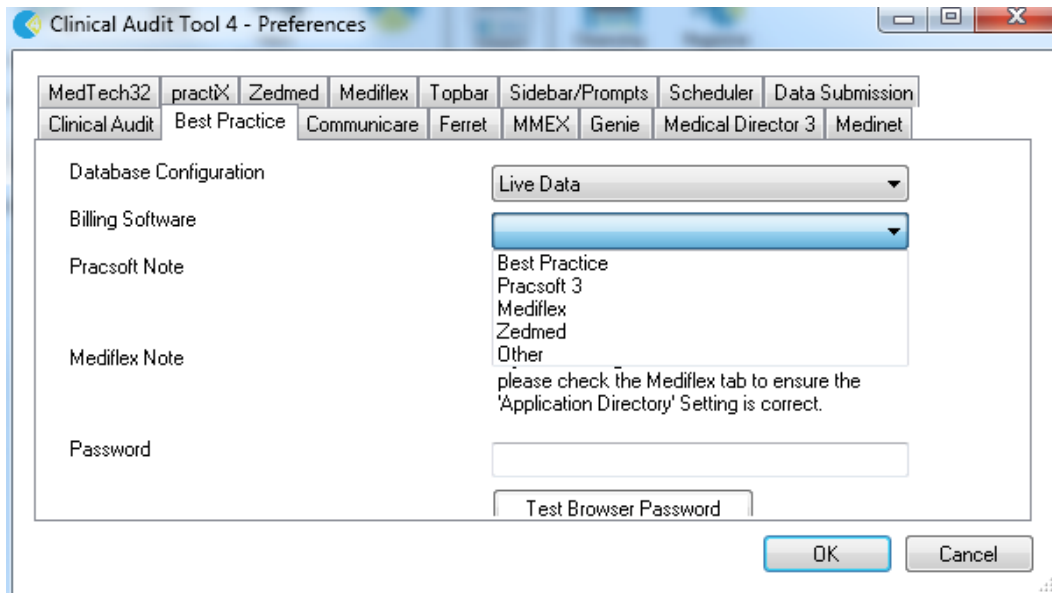 Clinical Audit Tool 4 - Preferences
MedTech32 practiX Zedmed Mediflex Topbar Sidebar/Prompts Scheduler Data Submission
Clinical Audit Best Practice Communicare Ferret MMEX Genie Medical Director 3 Medinet
Database Configuration
Live Data
Billing Software
Pracsoft Note
Best Practice
Pracsoft 3
Mediflex
Zedmed
Other
Mediflex Note
please check the Mediflex tab to ensure the
'Application Directory' Setting is correct.
Password
Test Browser Password
OK Cancel